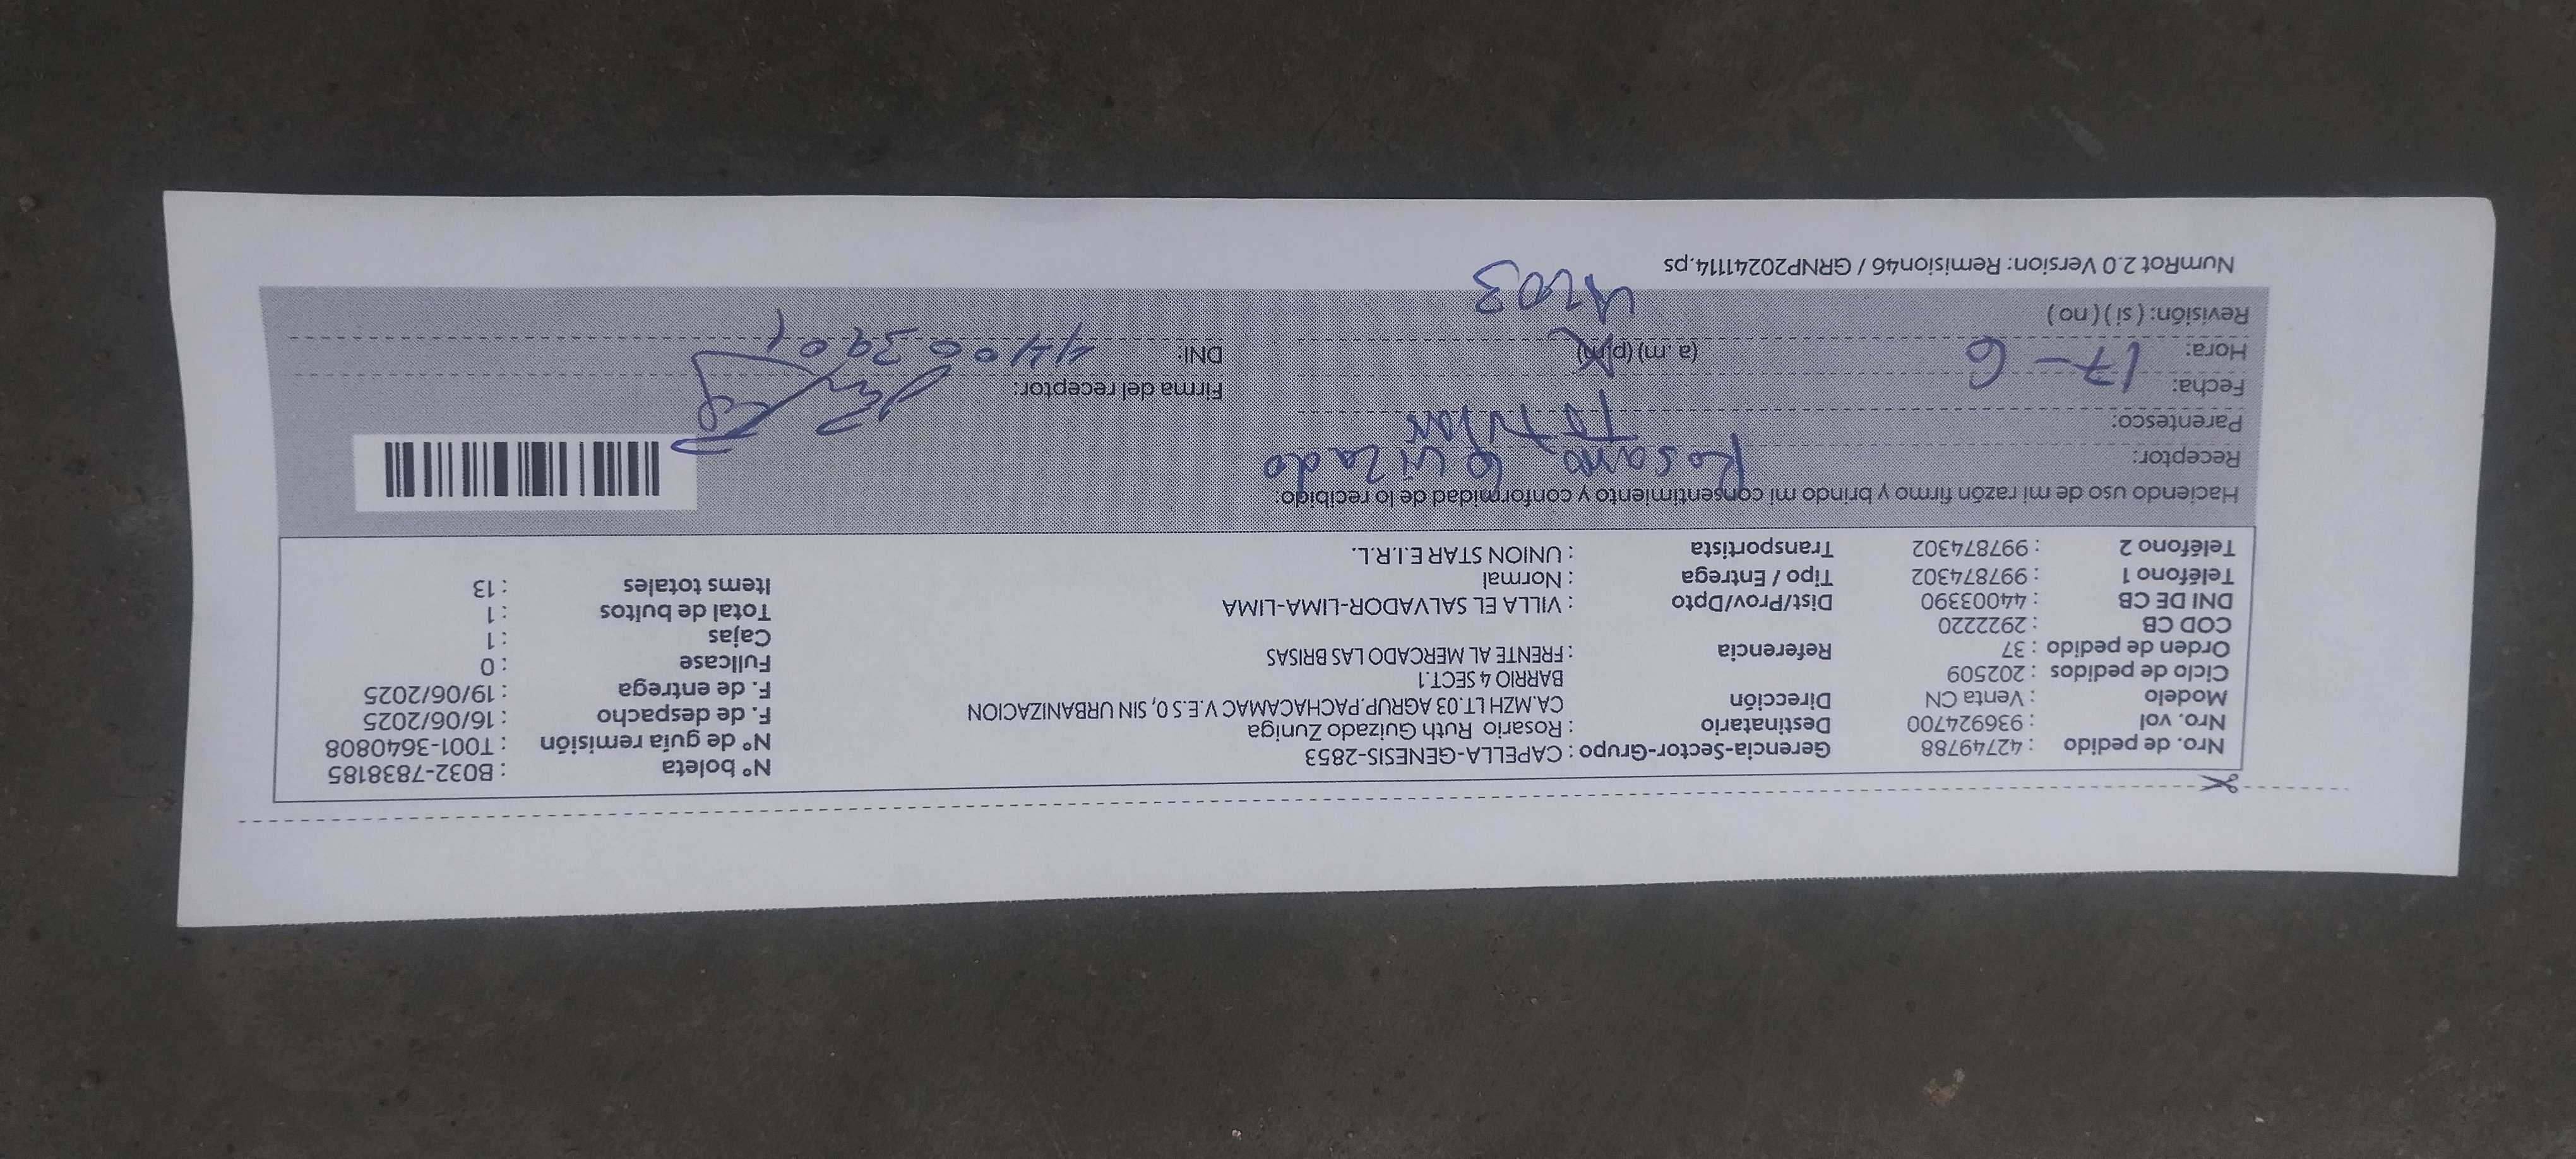 Nro. de pedido : 42749788 Gerencia-Sector-Grupo : CAPELLA-GENESIS-2853 N° boleta : B032-7838185
Nro. vol : 936924700 Destinatario : Rosario Ruth Guizado Zuniga N° de guía remisión : T001-3640808
Modelo : Venta CN Dirección CA.MZH LT.03 AGRUP.PACHACAMAC V.E.S 0, SIN URBANIZACION F. de despacho : 16/06/2025
Ciclo de pedidos : 202509 BARRIO 4 SECT.1 F. de entrega : 19/06/2025
Orden de pedido : 37 Referencia : FRENTE AL MERCADO LAS BRISAS Fullcase : 0
COD CB : 2922220 Cajas : 1
DNI DE CB : 44003390 Dist/Prov/Dpto : VILLA EL SALVADOR-LIMA-LIMA Total de bultos : 1
Teléfono 1 : 997874302 Tipo / Entrega : Normal Items totales : 13
Teléfono 2 : 997874302 Transportista : UNION STAR E.I.R.L.
Haciendo uso de mi razón firmo y brindo mi consentimiento y conformidad de lo recibido:
Receptor: Rosario Guizado
Parentesco: Titular
Fecha: 17-6 Firma del receptor:
Hora: (a .m) (p.m) DNI:
Revisión: ( si ) ( no )
NumRot 2.0 Version: Remision46 / GRNP20241114.ps